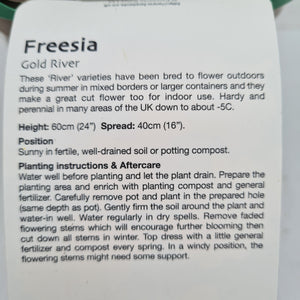 Freesia
Gold River
These 'River' varieties have been bred to flower outdoors
during summer in mixed borders or larger containers and they
make a great cut flower too for indoor use. Hardy and
perennial in many areas of the UK down to about -5C.
Height: 60cm (24") Spread: 40cm (16").
Position
Sunny in fertile, well-drained soil or potting compost.
Planting instructions & Aftercare
Water well before planting and let the plant drain. Prepare the
planting area and enrich with planting compost and general
fertilizer. Carefully remove pot and plant in the prepared hole
(same depth as pot). Gently firm the soil around the plant and
water-in well. Water regularly in dry spells. Remove faded
flowering stems which will encourage further blooming then
cut down all stems in winter. Top dress with a little general
fertilizer and compost every spring. In a windy position, the
flowering stems might need some support.